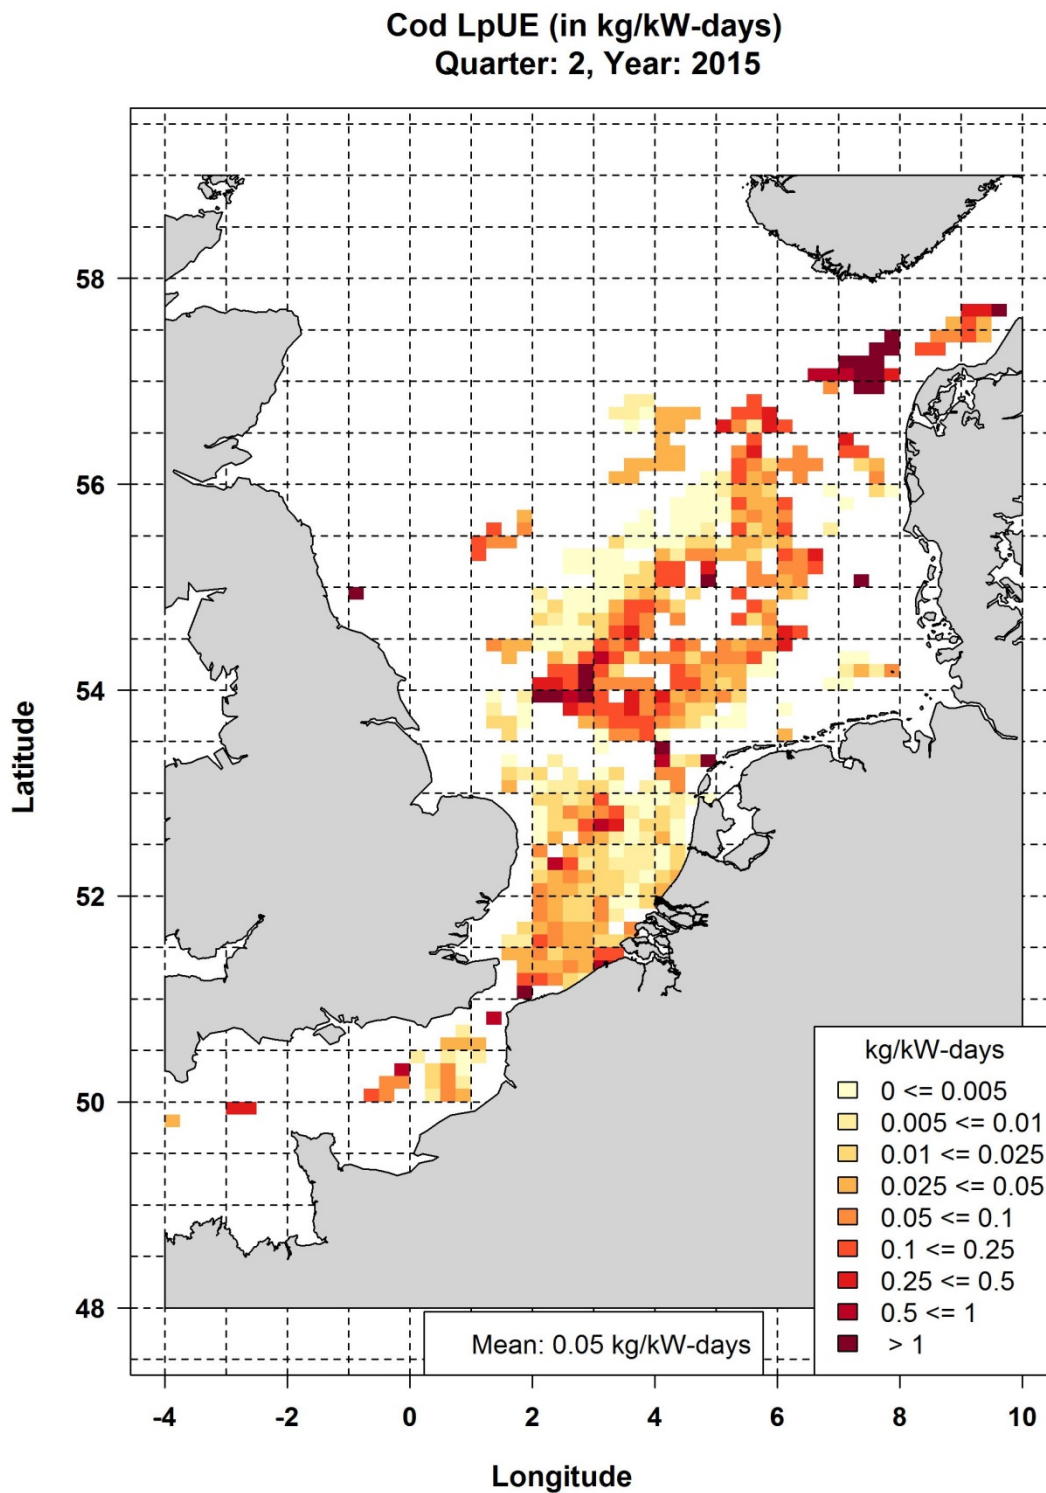 Cod LpUE (in kg/kW-days)
Quarter: 2, Year: 2015
58
56
54
52
50
48
Latitude
kg/kW-days
0 <= 0.005
0.005 <= 0.01
0.01 <= 0.025
0.025 <= 0.05
0.05 <= 0.1
0.1 <= 0.25
0.25 <= 0.5
0.5 <= 1
> 1
Mean: 0.05 kg/kW-days
-4 -2 0 2 4 6 8 10
Longitude